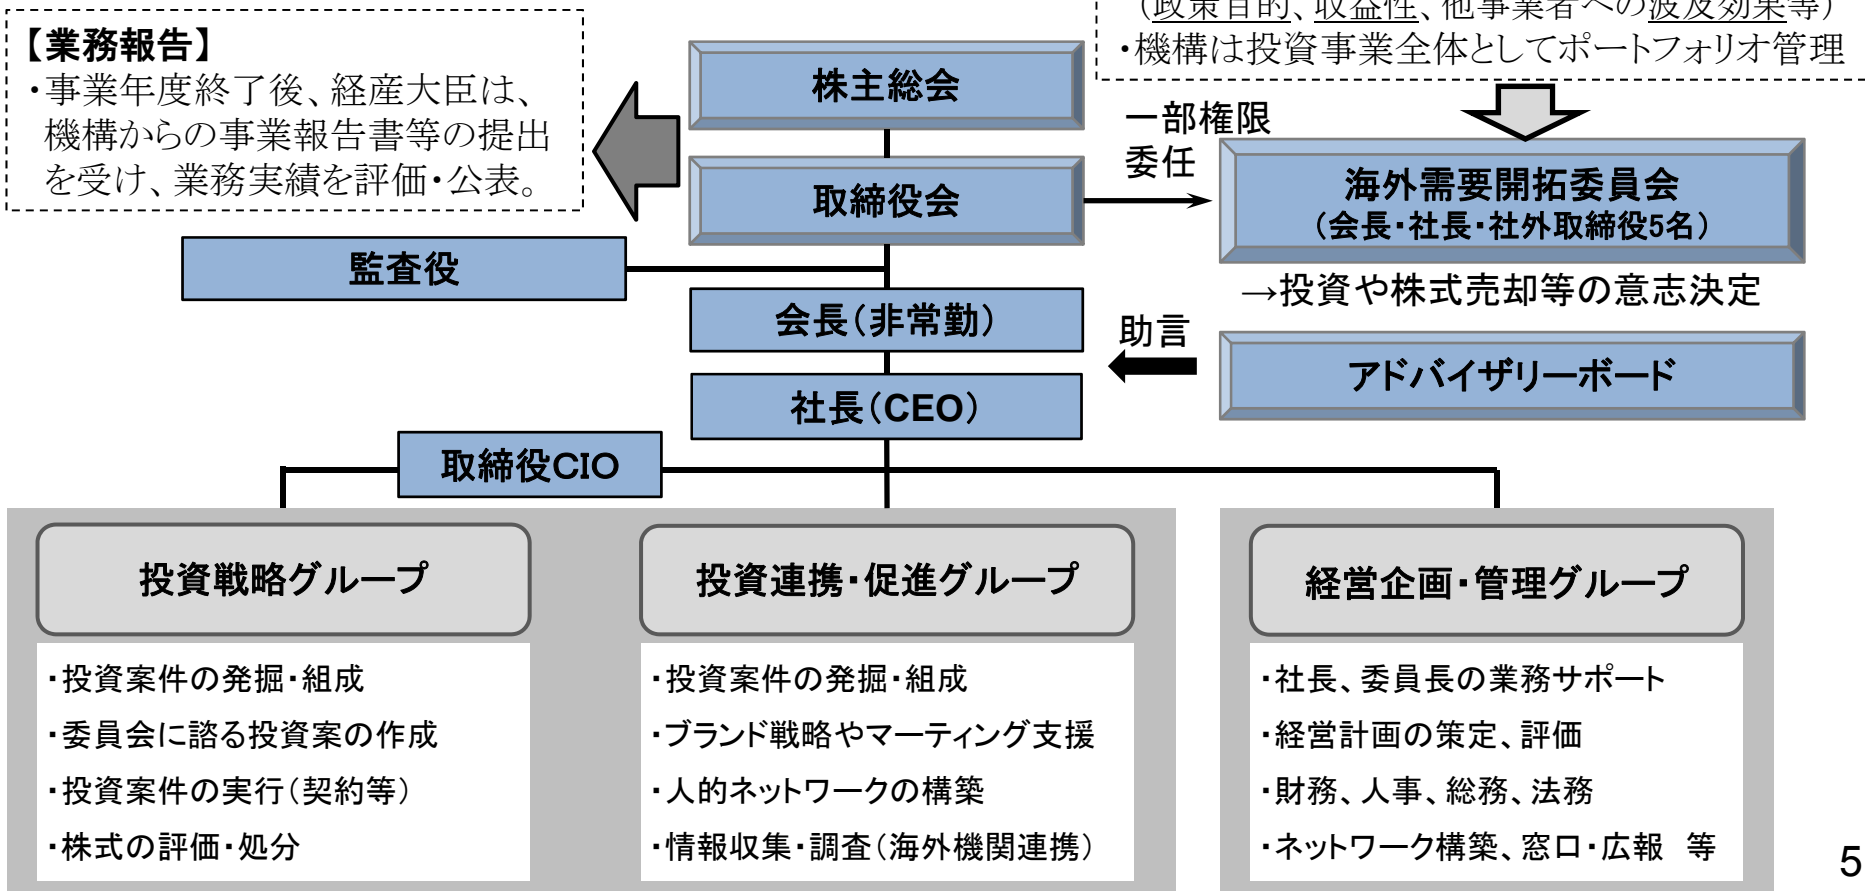 （政策目的、収益性、他事業者への波及効果等）
・機構は投資事業全体としてポートフォリオ管理
【業務報告】
・事業年度終了後、経産大臣は、
機構からの事業報告書等の提出
を受け、業務実績を評価・公表。
株主総会
一部権限
委任
取締役会
海外需要開拓委員会
（会長・社長・社外取締役5名）
→投資や株式売却等の意志決定
監査役
会長（非常勤）
助言
アドバイザリーボード
社長（CEO）
取締役CIO
投資戦略グループ
・投資案件の発掘・組成
・委員会に諮る投資案の作成
・投資案件の実行（契約等）
・株式の評価・処分
投資連携・促進グループ
・投資案件の発掘・組成
・ブランド戦略やマーティング支援
・人的ネットワークの構築
・情報収集・調査（海外機関連携）
経営企画・管理グループ
・社長、委員長の業務サポート
・経営計画の策定、評価
・財務、人事、総務、法務
・ネットワーク構築、窓口・広報　等
5